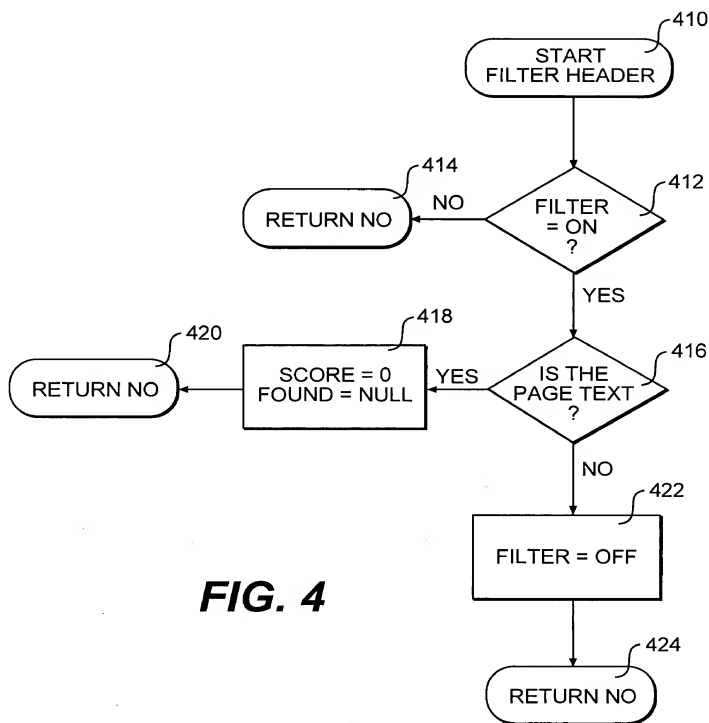 410
START
FILTER HEADER
414
412
RETURN NO
NO
FILTER
= ON
?
YES
420
418
416
RETURN NO
SCORE = 0
FOUND = NULL
YES
IS THE
PAGE TEXT
?
NO
422
FILTER = OFF
FIG. 4
424
RETURN NO